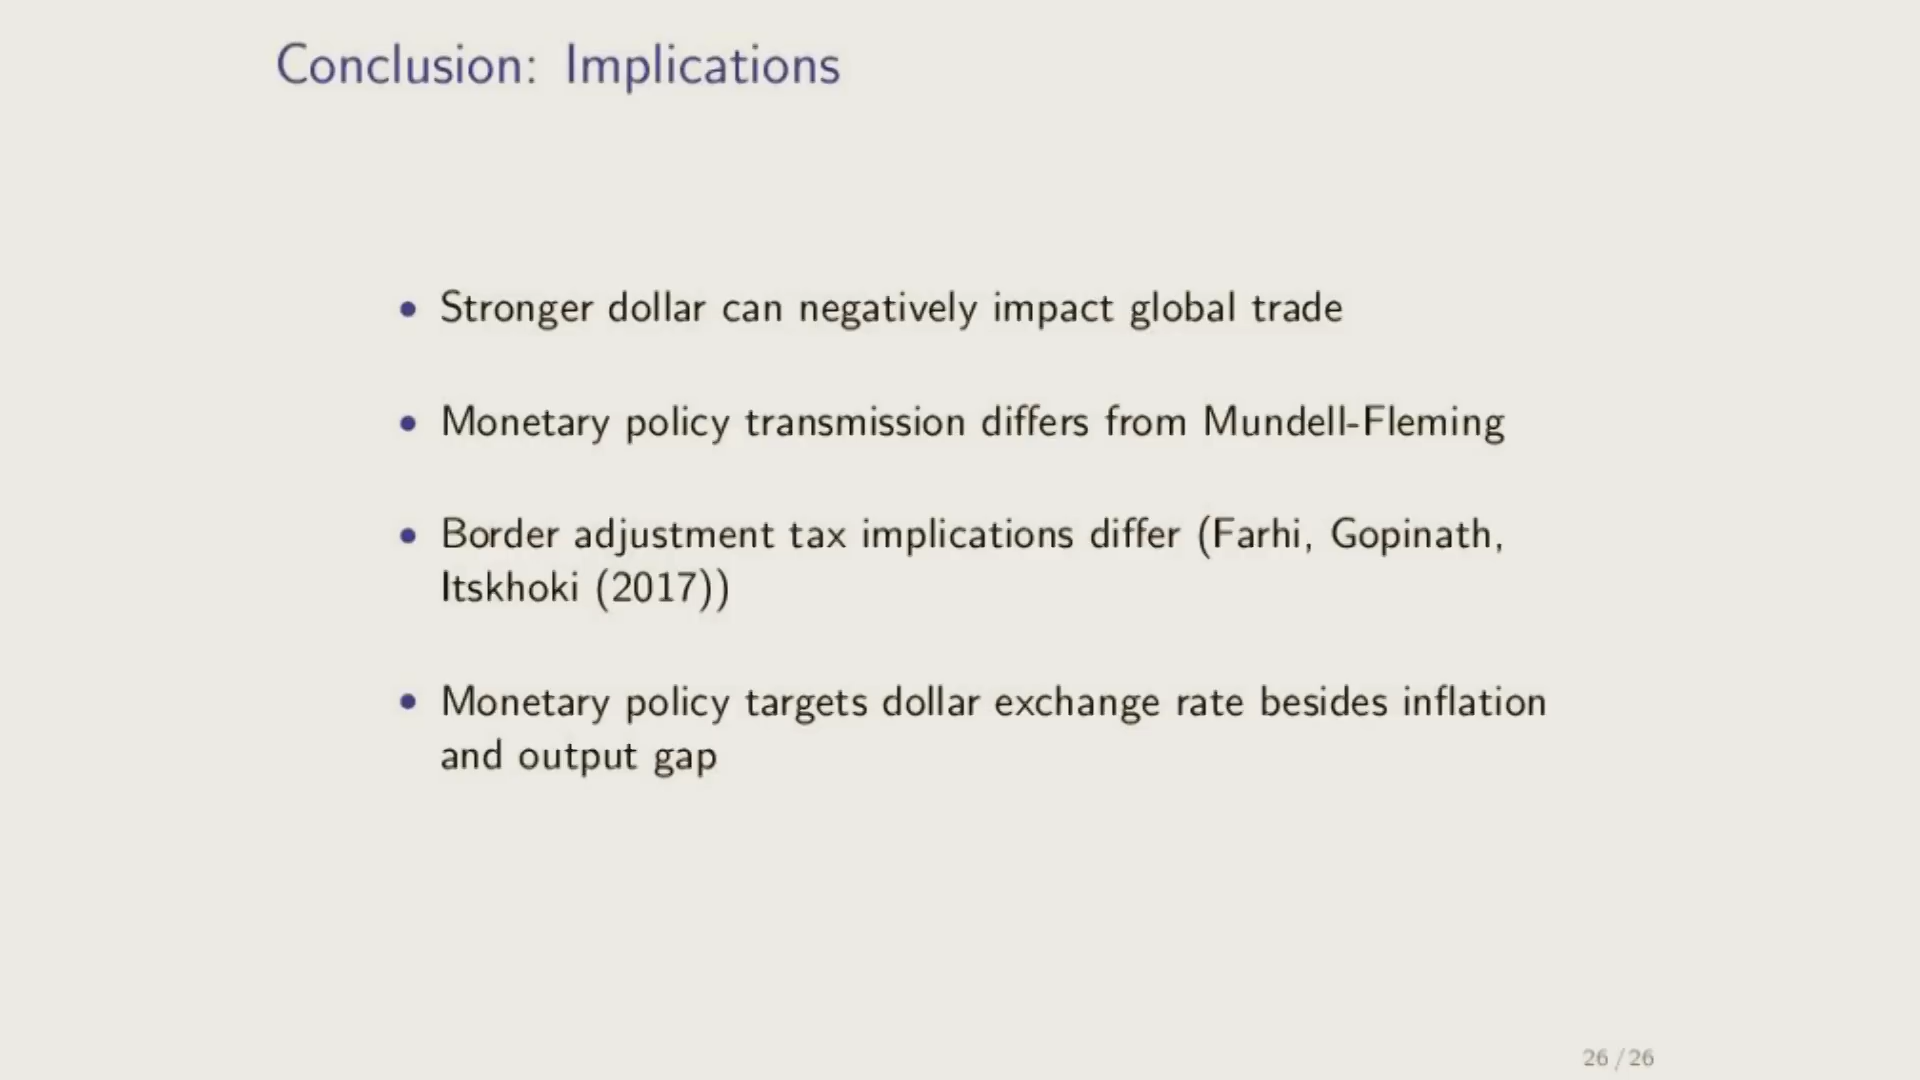 Conclusion: Implications
• Stronger dollar can negatively impact global trade
• Monetary policy transmission differs from Mundell-Fleming
• Border adjustment tax implications differ (Farhi, Gopinath,
Itskhoki (2017))
• Monetary policy targets dollar exchange rate besides inflation
and output gap
26 / 26